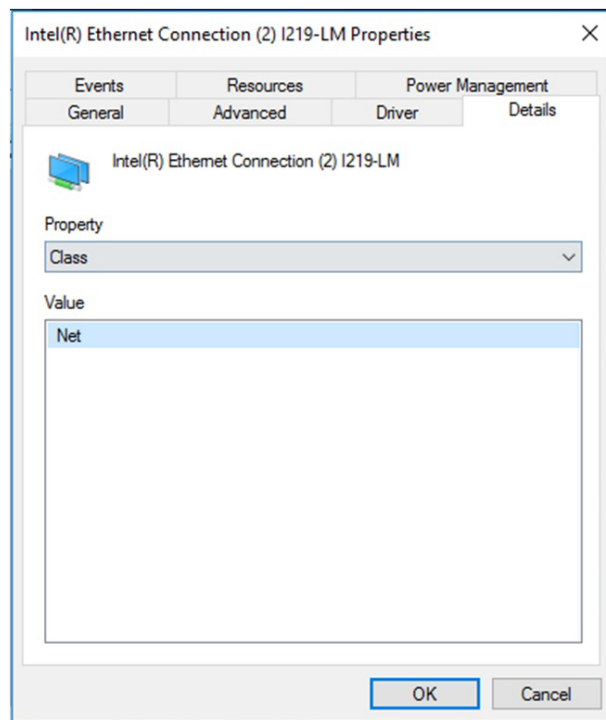 Intel(R) Ethernet Connection (2) I219-LM Properties
Events Resources Power Management
General Advanced Driver Details
Intel(R) Ethernet Connection (2) I219-LM
Property
Class
Value
Net
OK Cancel